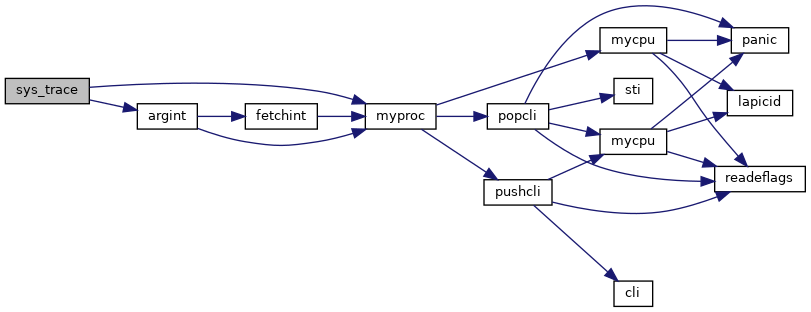 sys_trace
argint
fetchint
myproc
popcli
pushcli
mycpu
sti
mycpu
cli
panic
lapicid
readeflags